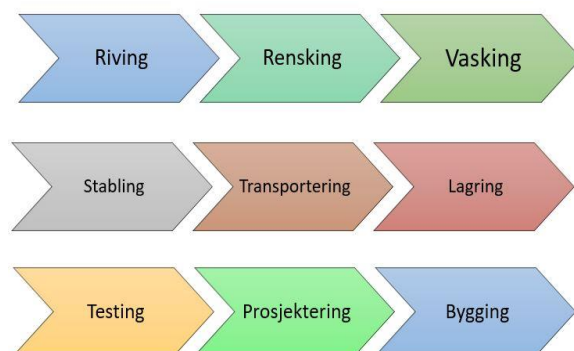 Riving
Rensking
Vasking
Stabling
Transportering
Lagring
Testing
Prosjektering
Bygging